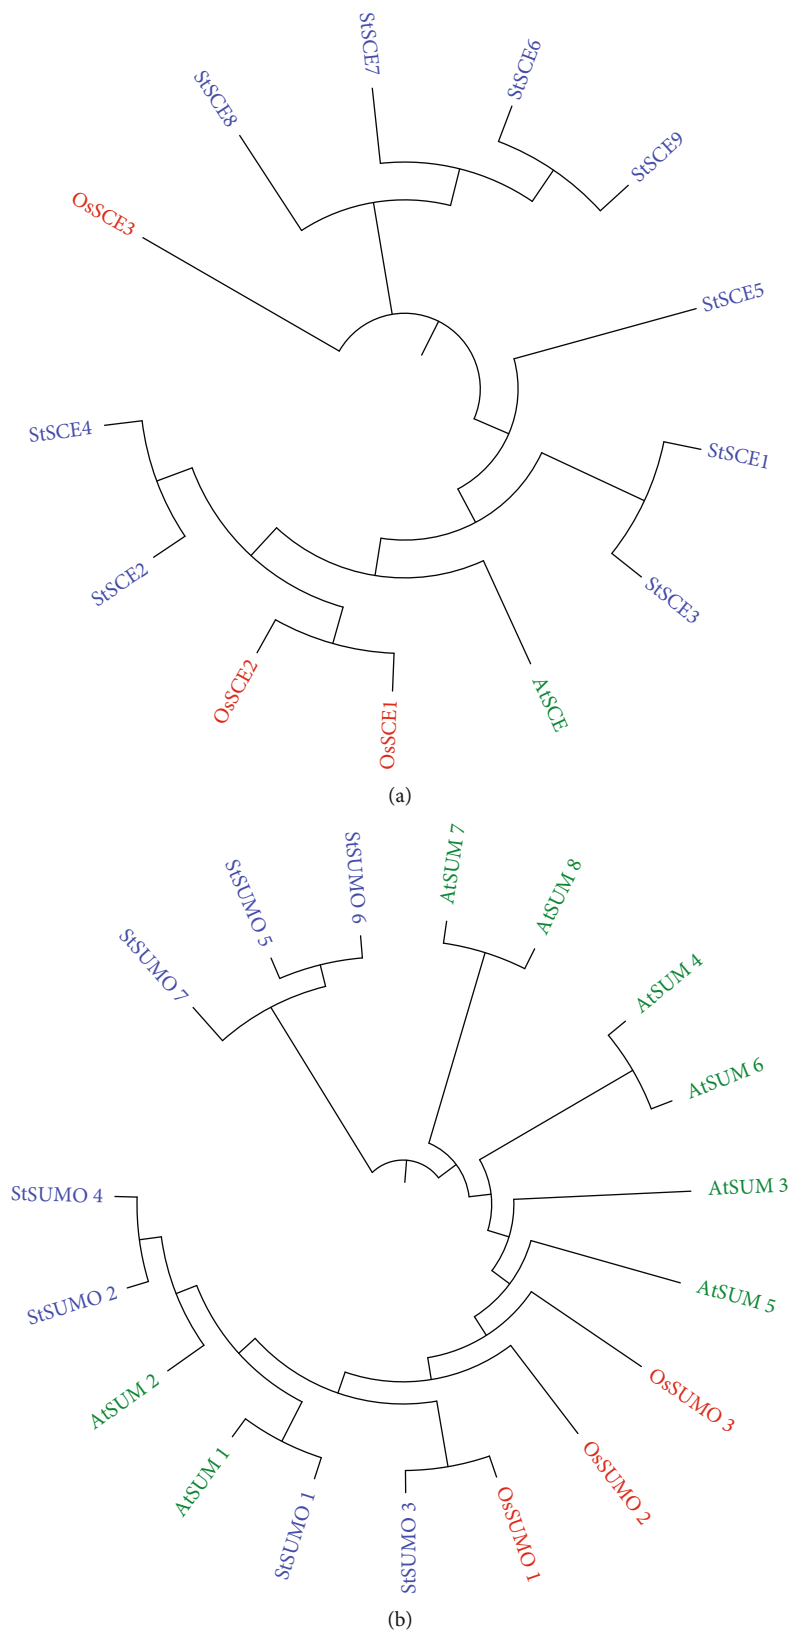 StSCE7
StSCE6
StSCE8
StSCE9
OsSCE3
StSCE5
StSCE4
StSCE1
StSCE2
StSCE3
OsSCE2
OsSCE1
AtSCE
(a)
StSUMO 6
AtSUM 7
StSUMO 5
AtSUM 8
StSUMO 7
AtSUM 4
AtSUM 6
StSUMO 4
AtSUM 3
StSUMO 2
AtSUM 5
AtSUM 2
OsSUMO 3
AtSUM 1
OsSUMO 2
StSUMO 1
StSUMO 3
OsSUMO 1
(b)